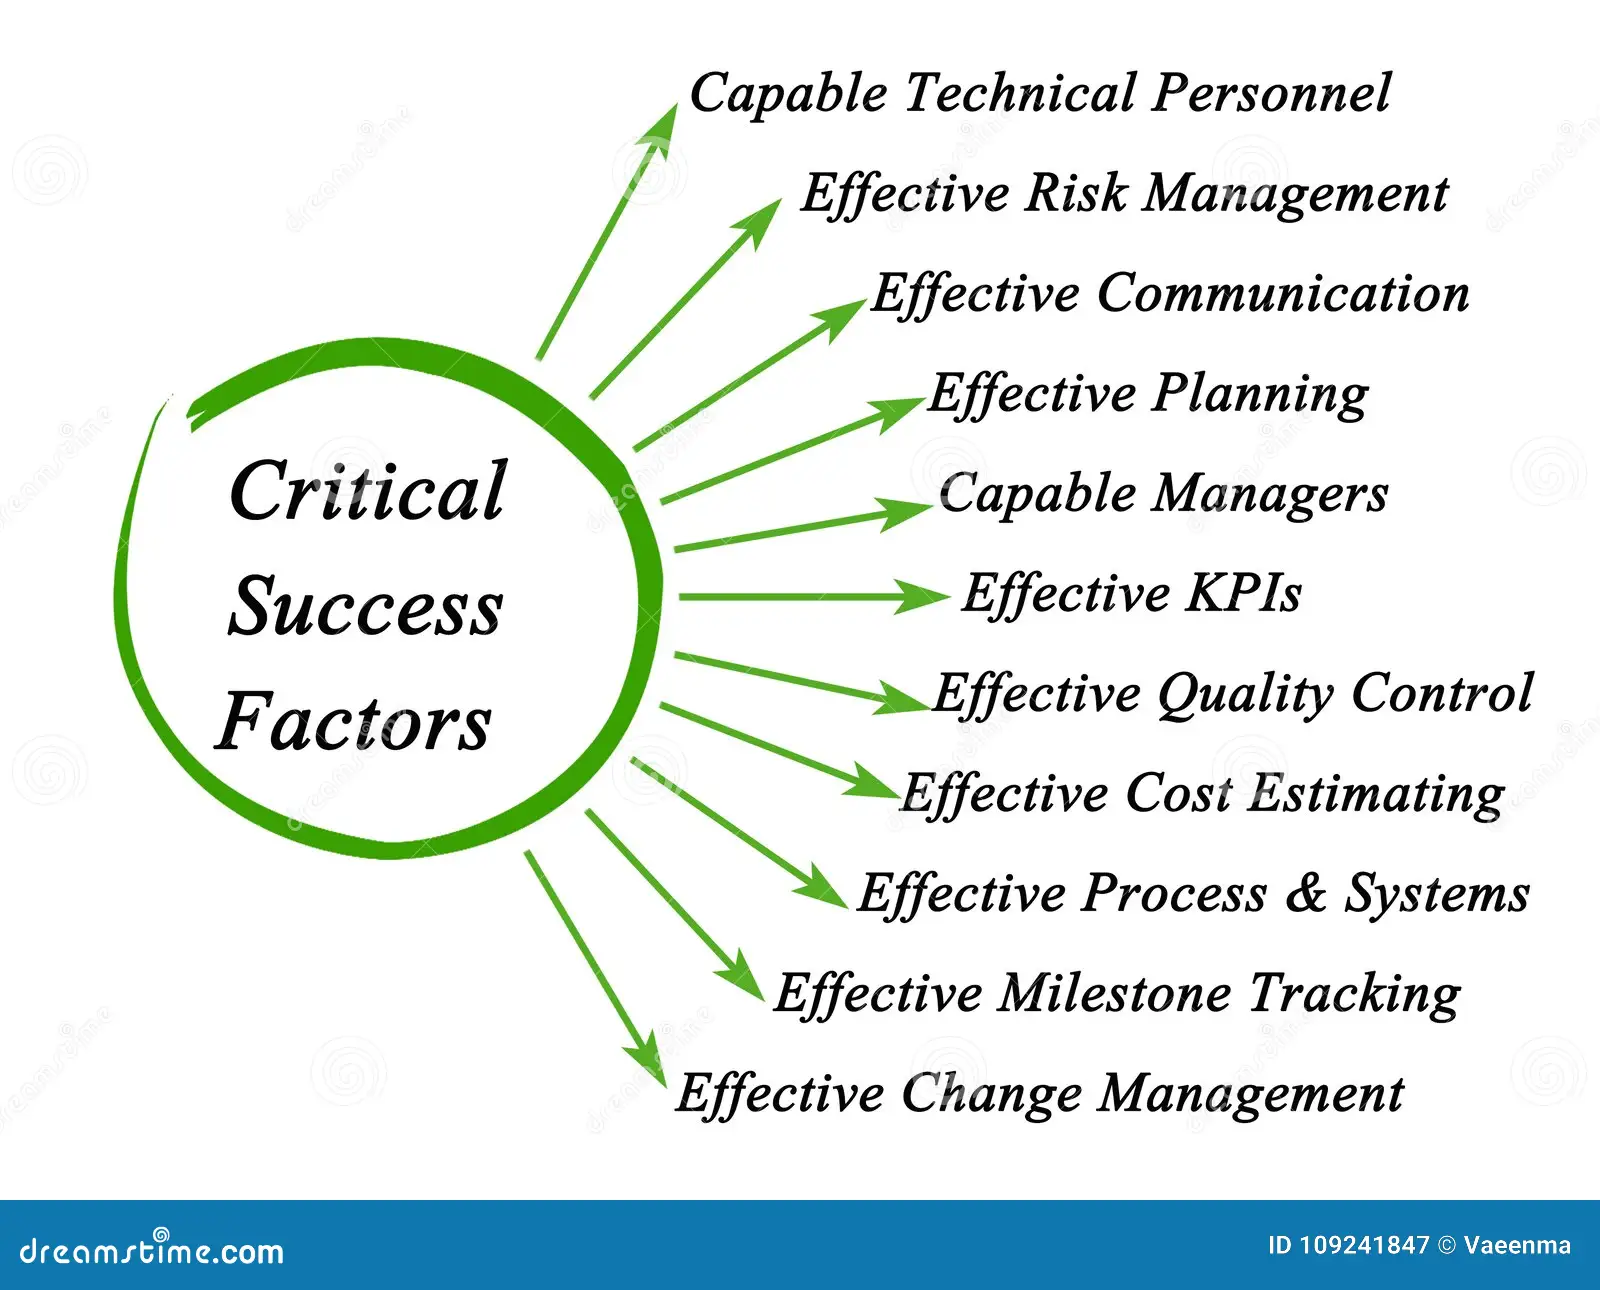 Capable Technical Personnel
Effective Risk Management
Effective Communication
Effective Planning
Capable Managers
Effective KPIs
Effective Quality Control
Effective Cost Estimating
Effective Process & Systems
Effective Milestone Tracking
Effective Change Management
Critical
Success
Factors
dreamstime.com
ID 109241847 © Vaeenma